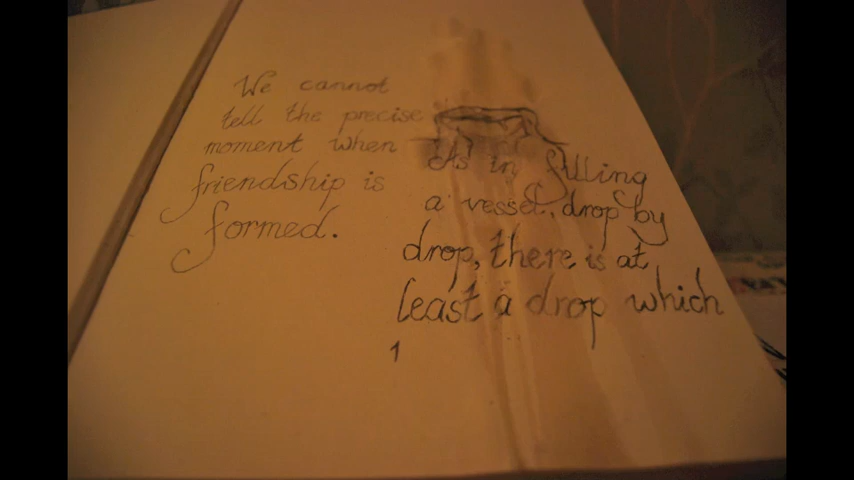 We cannot
tell the precise
moment when
friendship is
formed.
As in filling
a vessel, drop by
drop, there is at
least a drop which
1